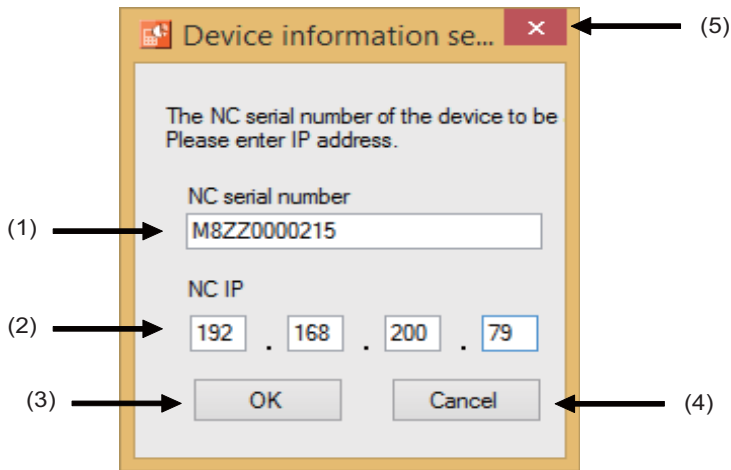 Device information se...
(5)
The NC serial number of the device to be
Please enter IP address.
NC serial number
(1)
M8ZZ0000215
NC IP
(2)
192 . 168 . 200 . 79
(3)
OK
Cancel
(4)